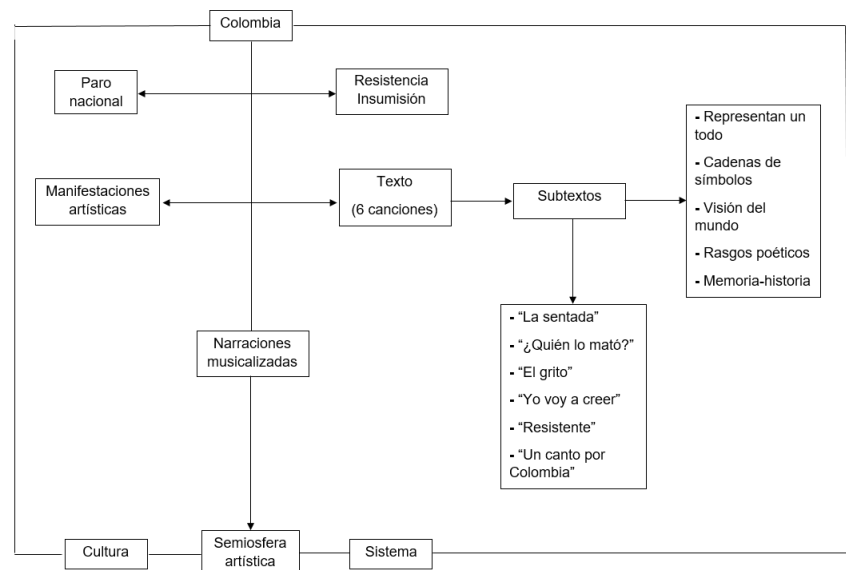 Colombia
Paro
nacional
Resistencia
Insumisión
- Representan un
todo
- Cadenas de
símbolos
- Visión del
mundo
- Rasgos poéticos
- Memoria-historia
Manifestaciones
artísticas
Texto
(6 canciones)
Subtextos
Narraciones
musicalizadas
- “La sentada”
- “¿Quién lo mató?”
- “El grito”
- “Yo voy a creer”
- “Resistente”
- “Un canto por
Colombia”
Cultura
Semiosfera
artística
Sistema